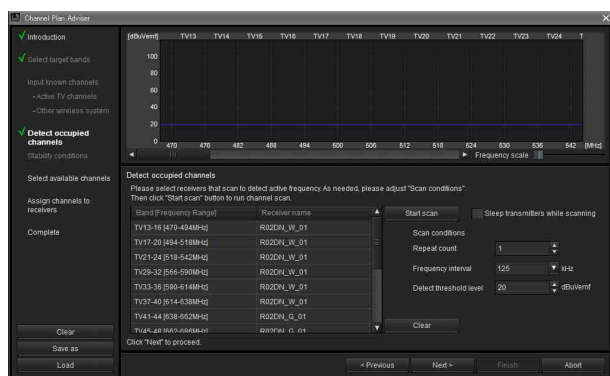 Channel Plan Adviser
Introduction
Select target bands
Input known channels
-Active TV channels
-Other wireless system
Detect occupied channels
Stability conditions
Select available channels
Assign channels to receivers
Complete
Clear
Save as
Load
[dBuVemf] TV13 TV14 TV15 TV16 TV17 TV18 TV19 TV20 TV21 TV22 TV23 TV24 T
100
80
60
40
20
0
470 476 482 488 494 500 506 512 518 524 530 536 542 [MHz]
Frequency scale
Detect occupied channels
Please select receivers that scan to detect active frequency. As needed, please adjust "Scan conditions".
Then click "Start scan" button to run channel scan.
Band [Frequency Range] Receiver name
TV13-16 [470-494MHz] R02DN_W_01
TV17-20 [494-518MHz] R02DN_W_01
TV21-24 [518-542MHz] R02DN_W_01
TV29-32 [566-590MHz] R02DN_W_01
TV33-36 [590-614MHz] R02DN_W_01
TV37-40 [614-638MHz] R02DN_W_01
TV41-44 [638-662MHz] R02DN_G_01
TV45-48 [662-686MHz] R02DN_G_01
Start scan Sleep transmitters while scanning
Scan conditions
Repeat count 1
Frequency interval 125 kHz
Detect threshold level 20 dBuVemf
Clear
Click "Next" to proceed.
< Previous Next > Finish Abort